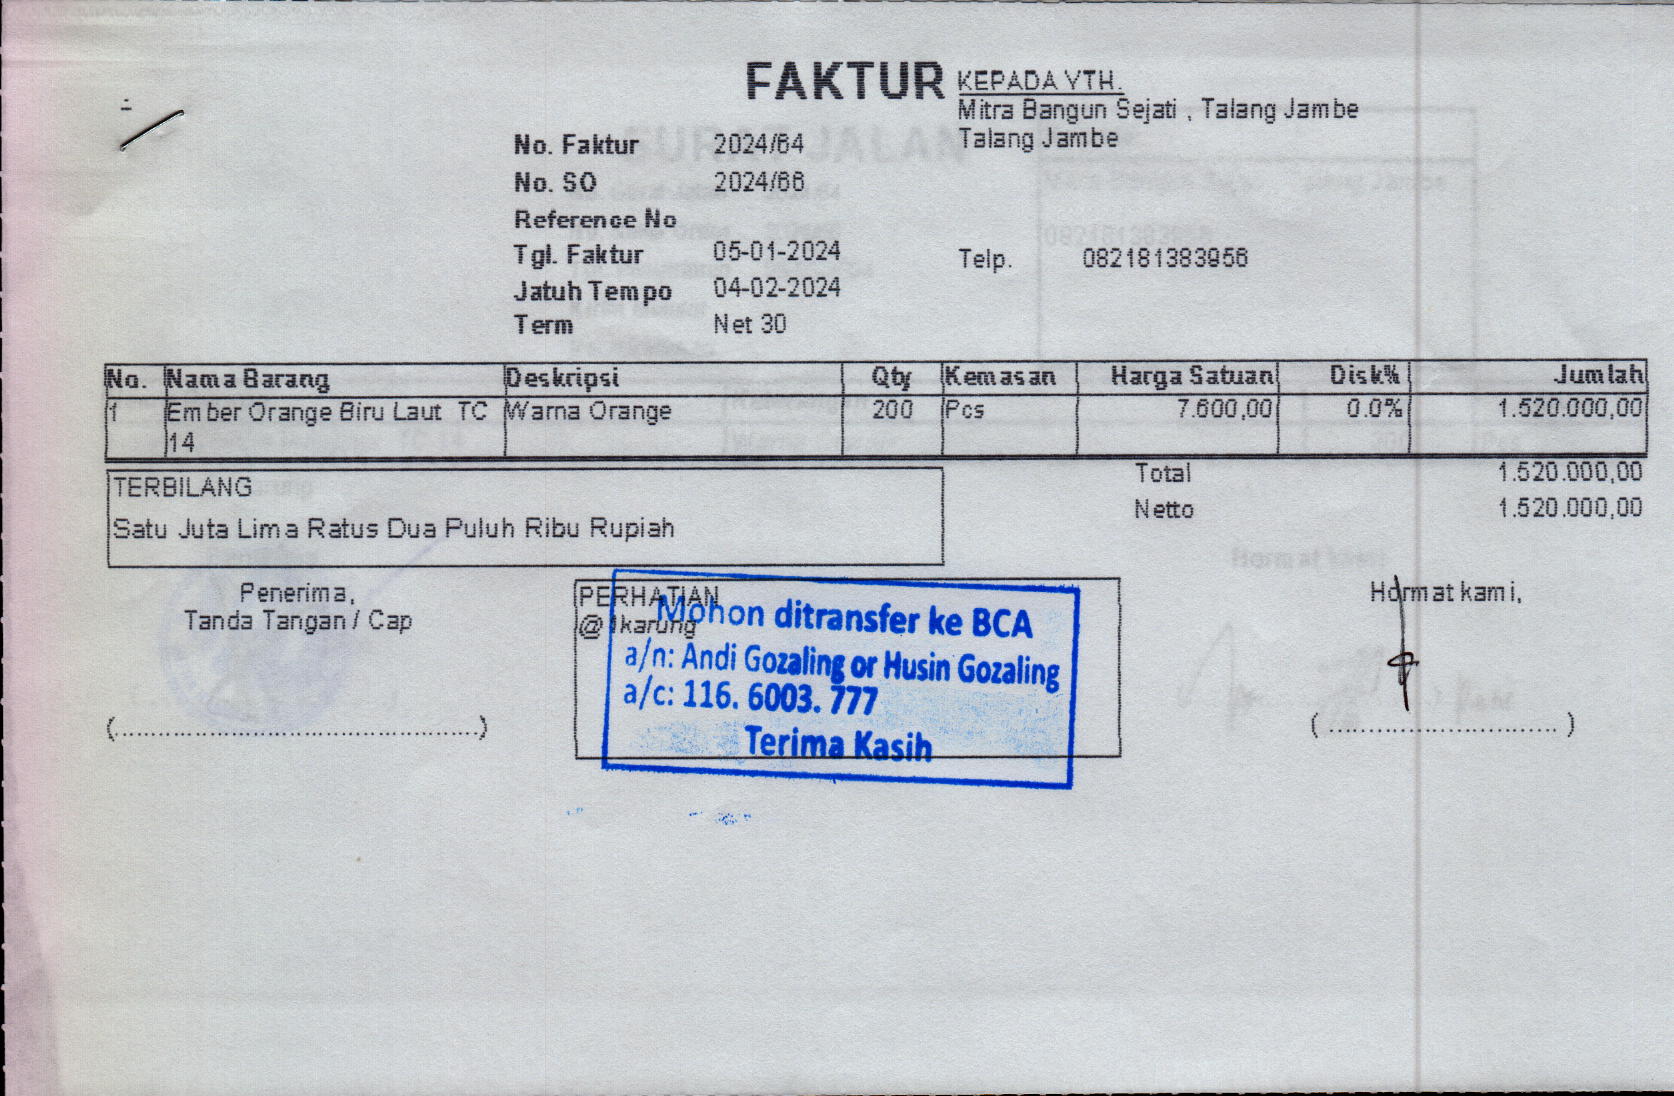 FAKTUR
KEPADA YTH.
Mitra Bangun Sejati , Talang Jambe
Talang Jambe
No. Faktur 2024/64
No. SO 2024/66
Reference No
Tgl. Faktur 05-01-2024
Telp. 082181383956
Jatuh Tempo 04-02-2024
Term Net 30
No. Nama Barang Deskripsi Qty Kemasan Harga Satuan Disk% Jumlah
1 Ember Orange Biru Laut TC Warna Orange 200 Pcs 7.600,00 0.0% 1.520.000,00
14
Total 1.520.000,00
TERBILANG
Netto 1.520.000,00
Satu Juta Lima Ratus Dua Puluh Ribu Rupiah
Penerima,
Tanda Tangan / Cap
(..............................................)
PERHATIAN
@ 1karung
Mohon ditransfer ke BCA
a/n: Andi Gozaling or Husin Gozaling
a/c: 116. 6003. 777
Terima Kasih
Hormat kami,
( ............................. )